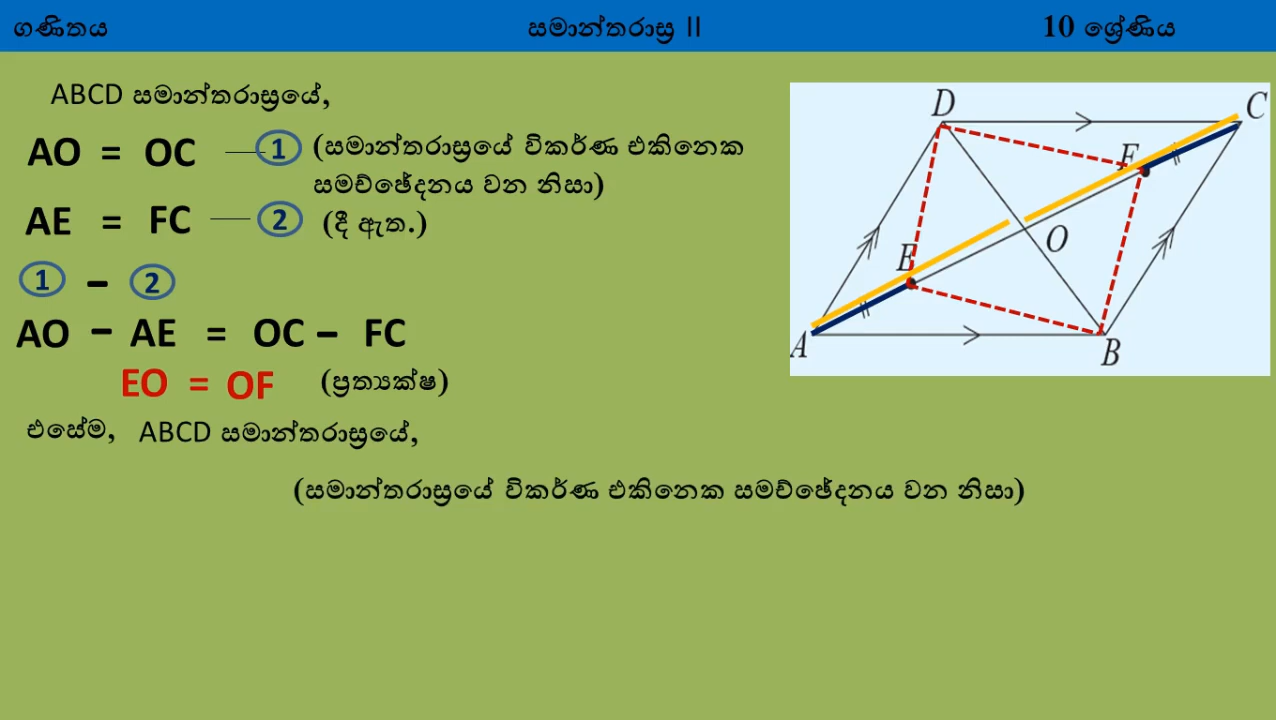 ගණිතය
සමාන්තරාස්‍ර II
10 ශ්‍රේණිය
ABCD සමාන්තරාස්‍රයේ,
AO = OC — 1 (සමාන්තරාස්‍රයේ විකර්ණ එකිනෙක
සමච්ඡේදනය වන නිසා)
AE = FC — 2 (දී ඇත.)
1 – 2
AO – AE = OC – FC
EO = OF (ප්‍රත්‍යක්ෂ)
එසේම, ABCD සමාන්තරාස්‍රයේ,
(සමාන්තරාස්‍රයේ විකර්ණ එකිනෙක සමච්ඡේදනය වන නිසා)
D
C
F
O
E
A
B